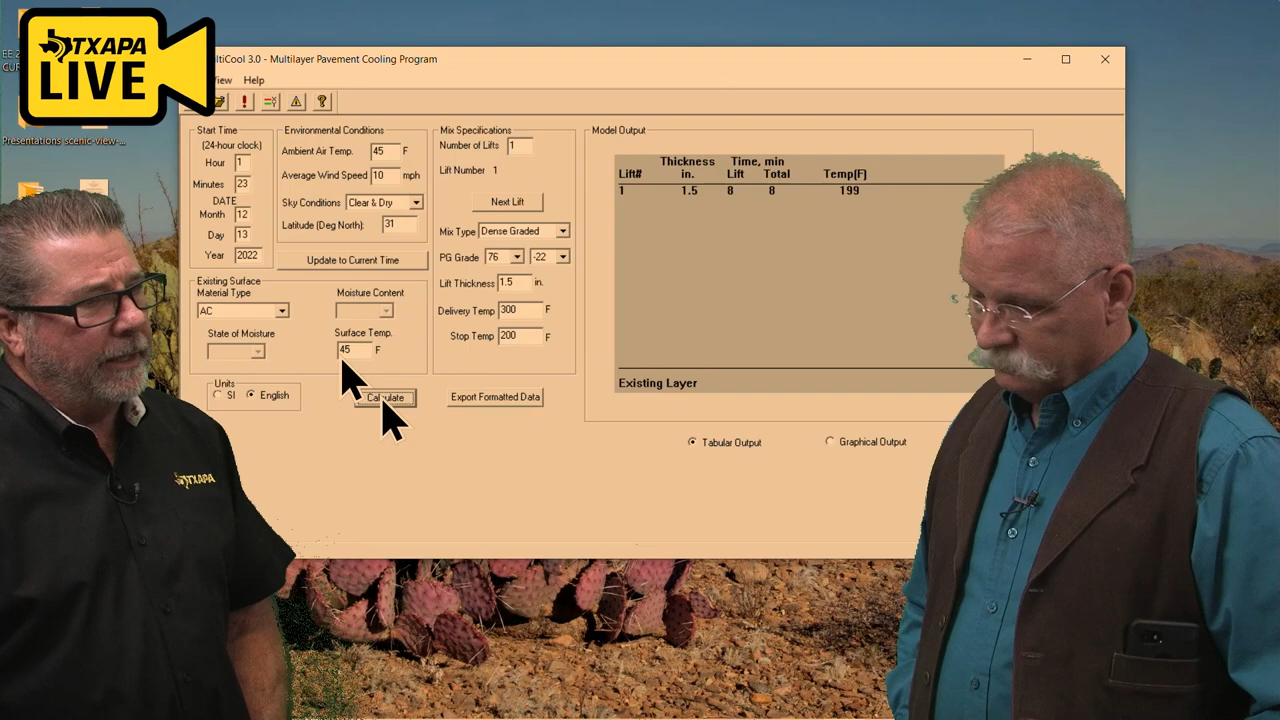 TXAPA
LIVE
EE 2
CUR
Presentations scenic-view-...
ltiCool 3.0 - Multilayer Pavement Cooling Program
View Help
Start Time
(24-hour clock)
Hour 1
Minutes 23
DATE
Month 12
Day 13
Year 2022
Environmental Conditions
Ambient Air Temp. 45 F
Average Wind Speed 10 mph
Sky Conditions Clear & Dry
Latitude (Deg North): 31
Update to Current Time
Existing Surface
Material Type Moisture Content
AC
State of Moisture Surface Temp.
45 F
Units
SI English
Calculate
Mix Specifications
Number of Lifts 1
Lift Number 1
Next Lift
Mix Type Dense Graded
PG Grade 76 -22
Lift Thickness 1.5 in.
Delivery Temp 300 F
Stop Temp 200 F
Export Formatted Data
Model Output
Thickness Time, min
Lift# in. Lift Total Temp(F)
1 1.5 8 8 199
Existing Layer
Tabular Output Graphical Output
TXAPA